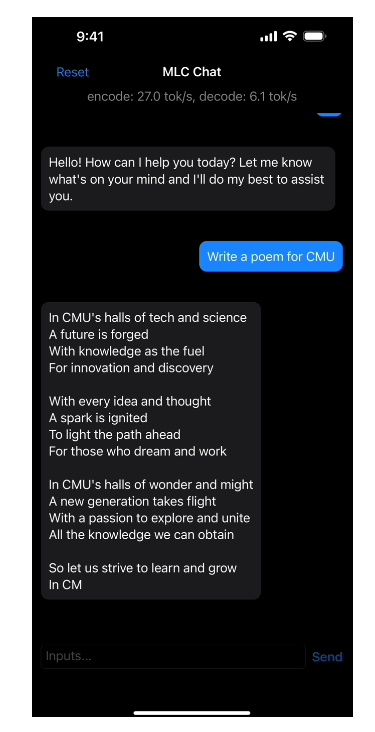 9:41
Reset
MLC Chat
encode: 27.0 tok/s, decode: 6.1 tok/s
Hello! How can I help you today? Let me know
what's on your mind and I'll do my best to assist
you.
Write a poem for CMU
In CMU's halls of tech and science
A future is forged
With knowledge as the fuel
For innovation and discovery
With every idea and thought
A spark is ignited
To light the path ahead
For those who dream and work
In CMU's halls of wonder and might
A new generation takes flight
With a passion to explore and unite
All the knowledge we can obtain
So let us strive to learn and grow
In CM
Inputs...
Send